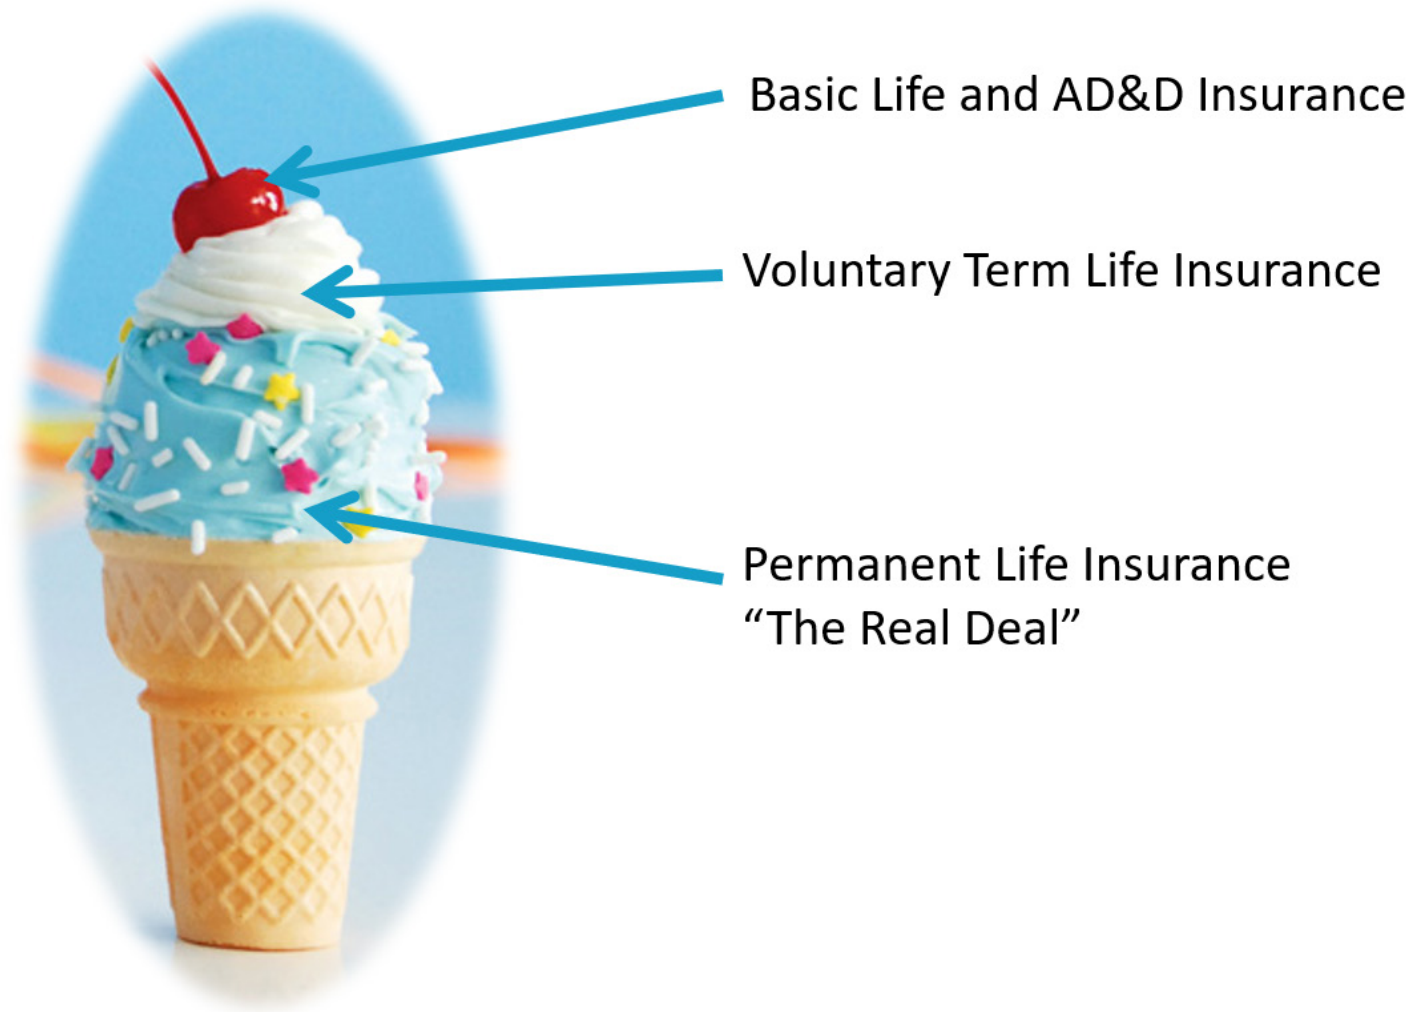 Basic Life and AD&D Insurance
Voluntary Term Life Insurance
Permanent Life Insurance
“The Real Deal”